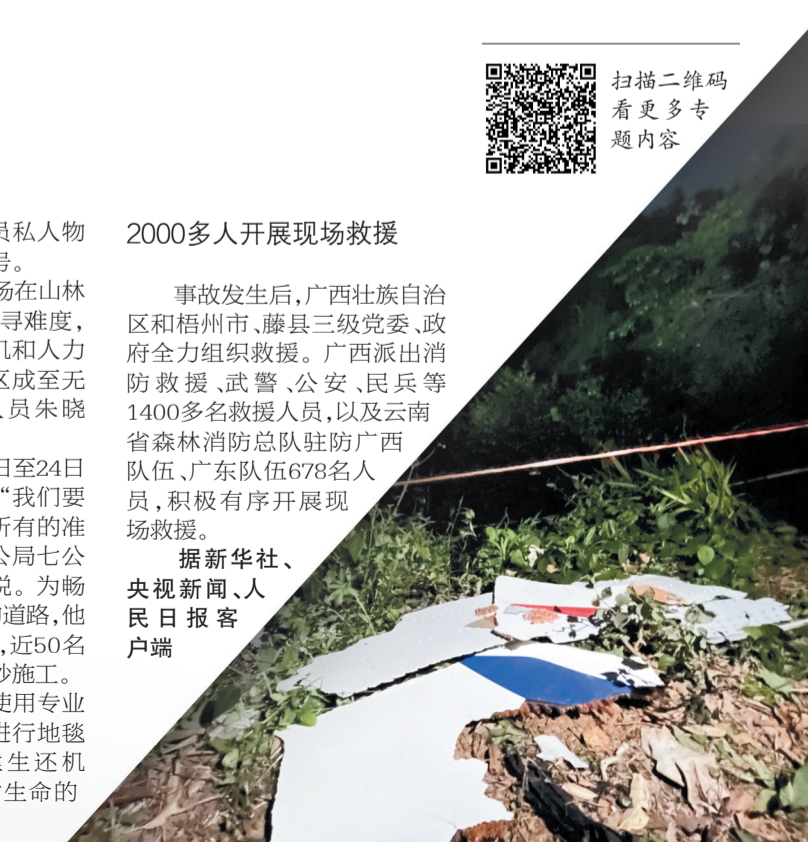 扫描二维码
看更多专
题内容
员私人物
号。
场在山林
寻难度，
机和人力
区成至无
员朱晓
日至24日
“我们要
所有的准
公局七公
说。为畅
道路，他
，近50名
沙施工。
使用专业
进行地毯
生还机
生命的
2000多人开展现场救援
事故发生后，广西壮族自治
区和梧州市、藤县三级党委、政
府全力组织救援。广西派出消
防救援、武警、公安、民兵等
1400多名救援人员，以及云南
省森林消防总队驻防广西
队伍、广东队伍678名人
员，积极有序开展现
场救援。
据新华社、
央视新闻、人
民日报客
户端